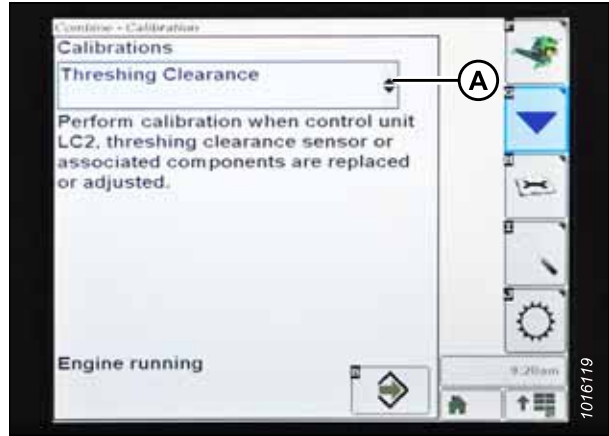 Combine - Calibration
Calibrations
Threshing Clearance
A
Perform calibration when control unit
LC2, threshing clearance sensor or
associated components are replaced
or adjusted.
Engine running
9:20am
1016119